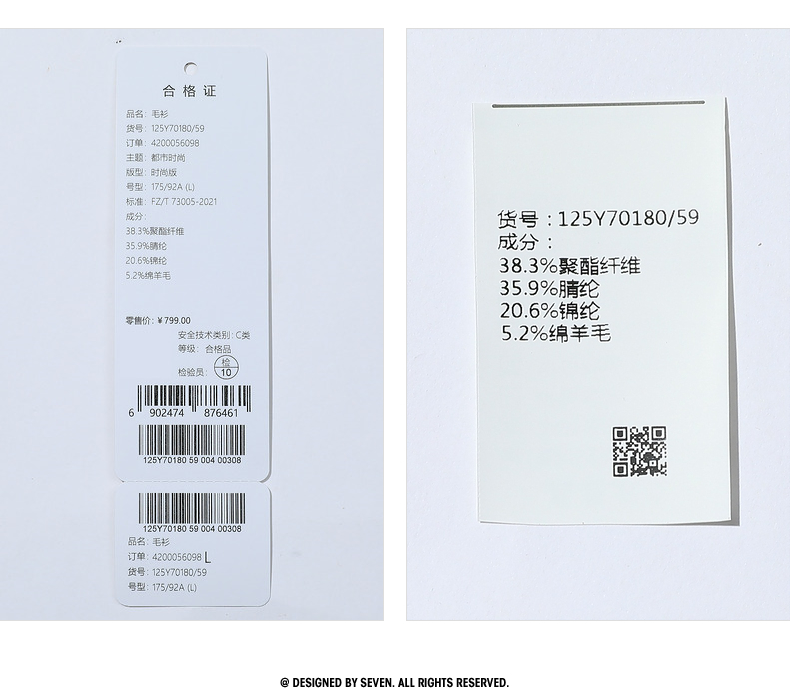 合格证
品名: 毛衫
货号: 125Y70180/59
订单: 4200056098
主题: 都市时尚
版型: 时尚版
号型: 175/92A (L)
标准: FZ/T 73005-2021
成分:
38.3%聚酯纤维
35.9%腈纶
20.6%锦纶
5.2%绵羊毛
零售价: ¥799.00
安全技术类别: C类
等级: 合格品
检验员: 检 10
6 902474 876461
125Y70180 59 004 00308
125Y70180 59 004 00308
品名: 毛衫
订单: 4200056098 L
货号: 125Y70180/59
号型: 175/92A (L)
货号：125Y70180/59
成分：
38.3%聚酯纤维
35.9%腈纶
20.6%锦纶
5.2%绵羊毛
@ DESIGNED BY SEVEN. ALL RIGHTS RESERVED.